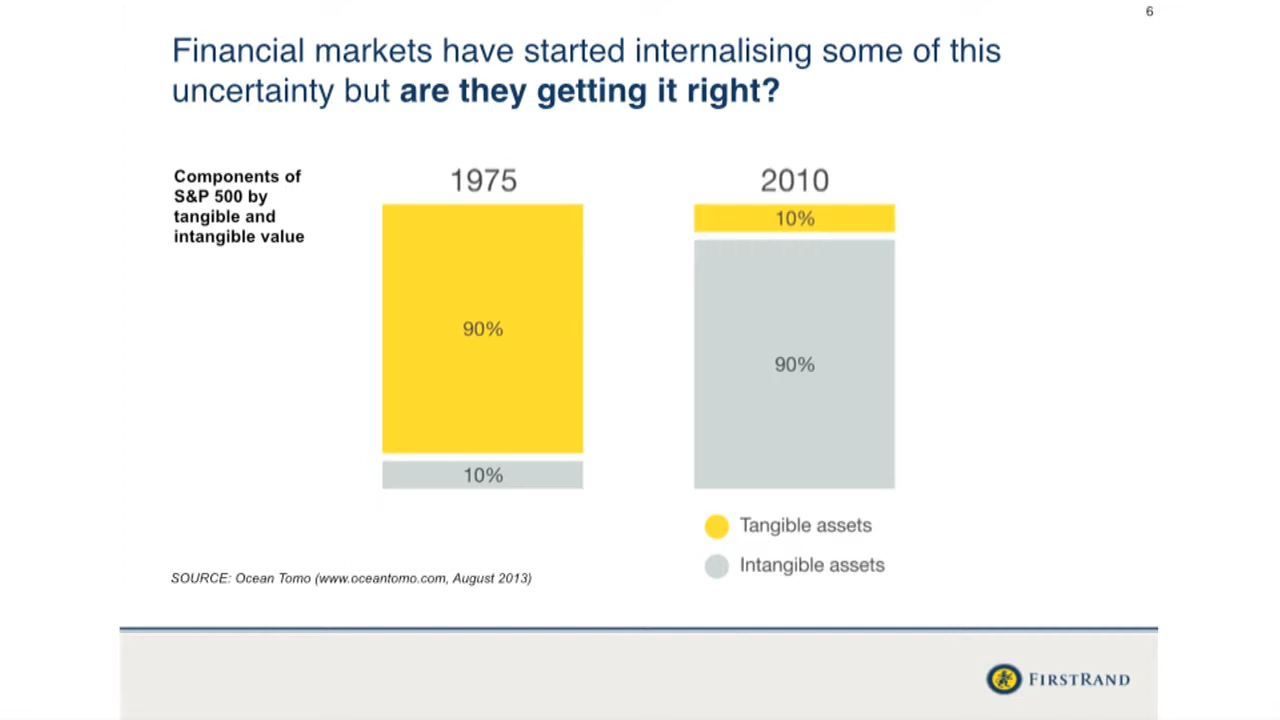 6
Financial markets have started internalising some of this
uncertainty but are they getting it right?
Components of
S&P 500 by
tangible and
intangible value
1975
90%
10%
2010
10%
90%
Tangible assets
Intangible assets
SOURCE: Ocean Tomo (www.oceantomo.com, August 2013)
FIRSTRAND